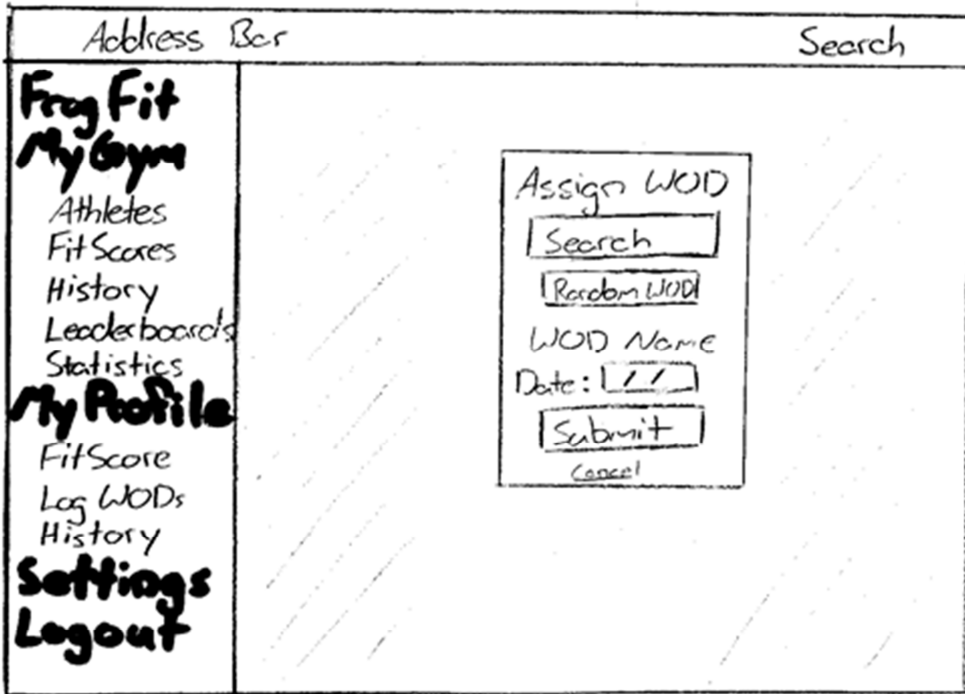 Address Bar
Search
Frog Fit
My Gym
Athletes
FitScores
History
Leaderboards
Statistics
My Profile
FitScore
Log WODs
History
Settings
Logout
Assign WOD
Search
Random WOD
WOD Name
Date: / /
Submit
Cancel